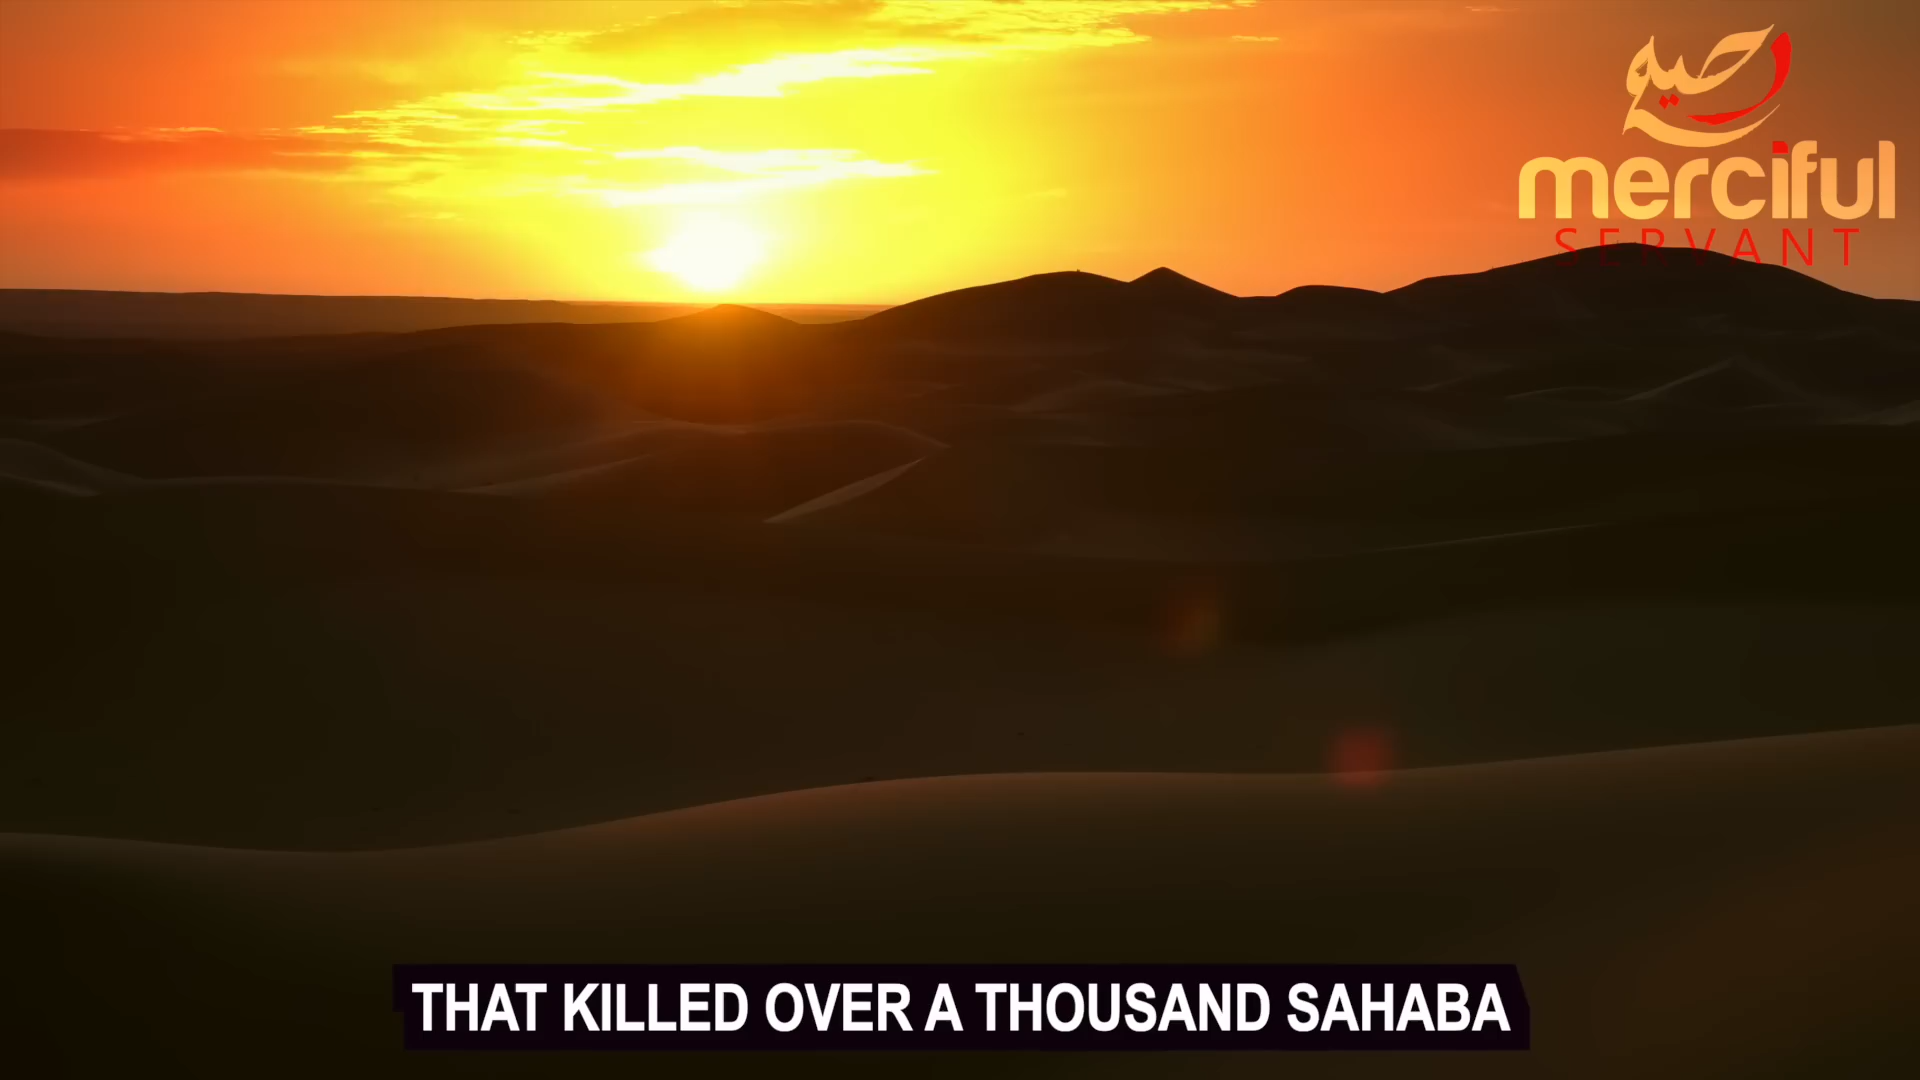 رحيم
merciful
SERVANT
THAT KILLED OVER A THOUSAND SAHABA